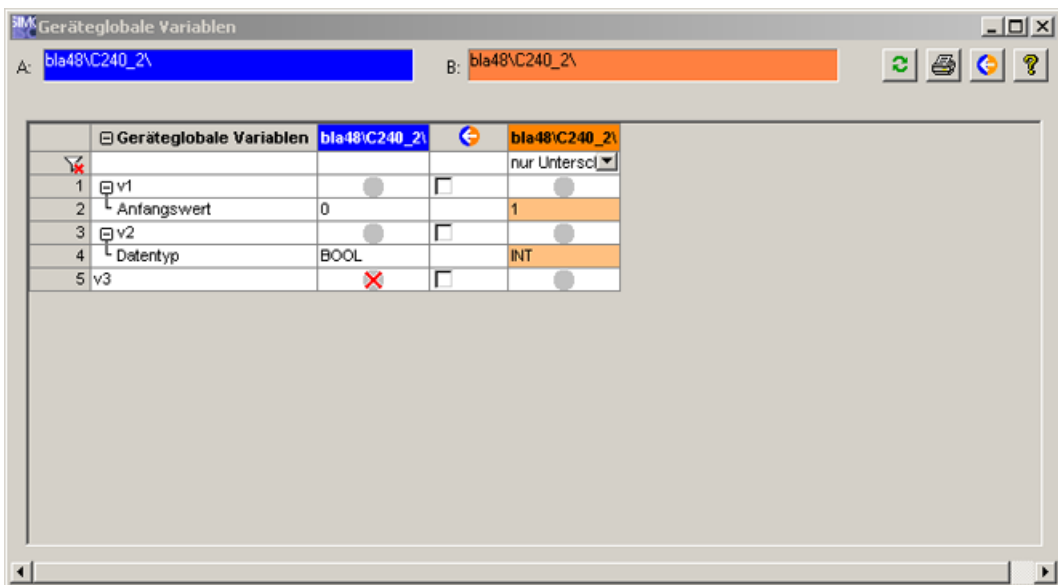 Geräteglobale Variablen
A: bla48\C240_2\ B: bla48\C240_2\
Geräteglobale Variablen bla48\C240_2\ bla48\C240_2\
nur Untersc
1 v1
2 Anfangswert 0 1
3 v2
4 Datentyp BOOL INT
5 v3